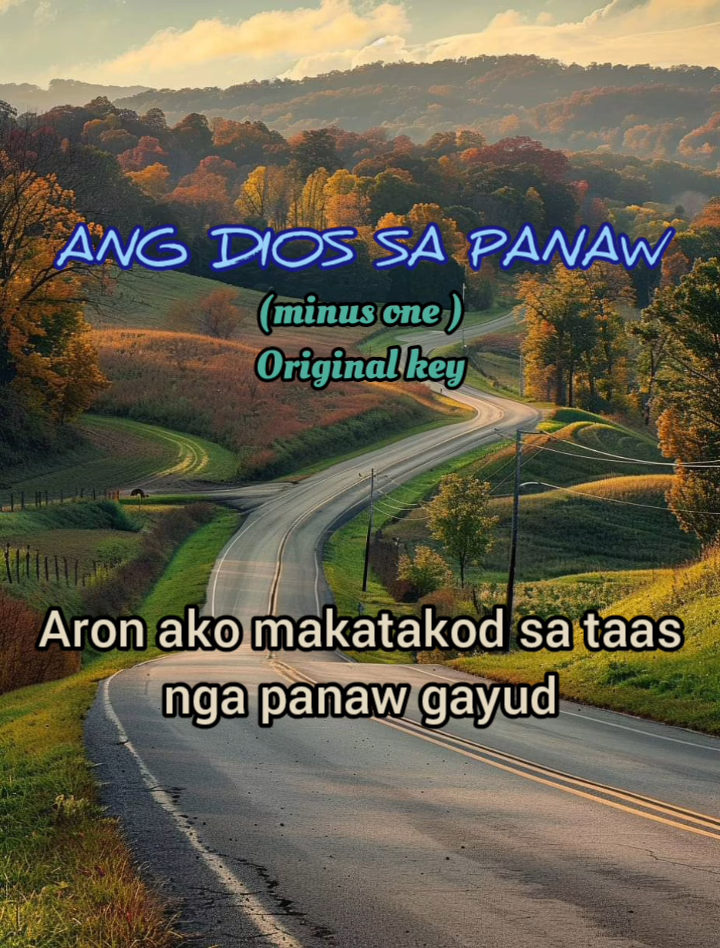 ANG DIOS SA PANAW
(minus one )
Original key
Aron ako makatakod sa taas
nga panaw gayud